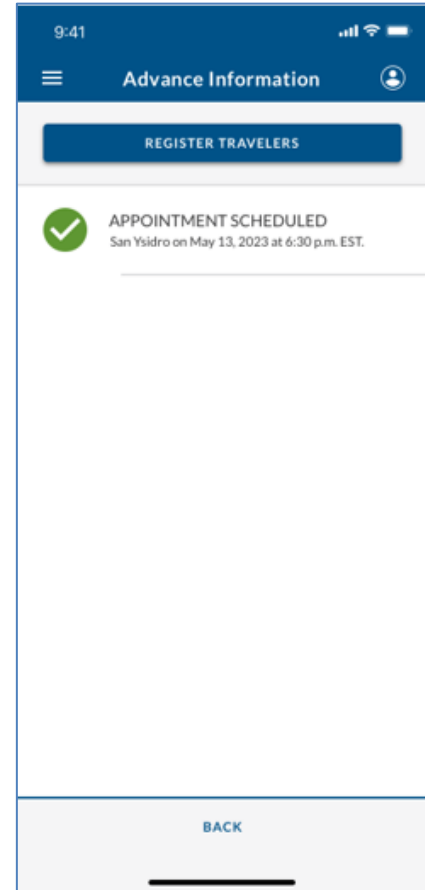 9:41
Advance Information
REGISTER TRAVELERS
APPOINTMENT SCHEDULED
San Ysidro on May 13, 2023 at 6:30 p.m. EST.
BACK